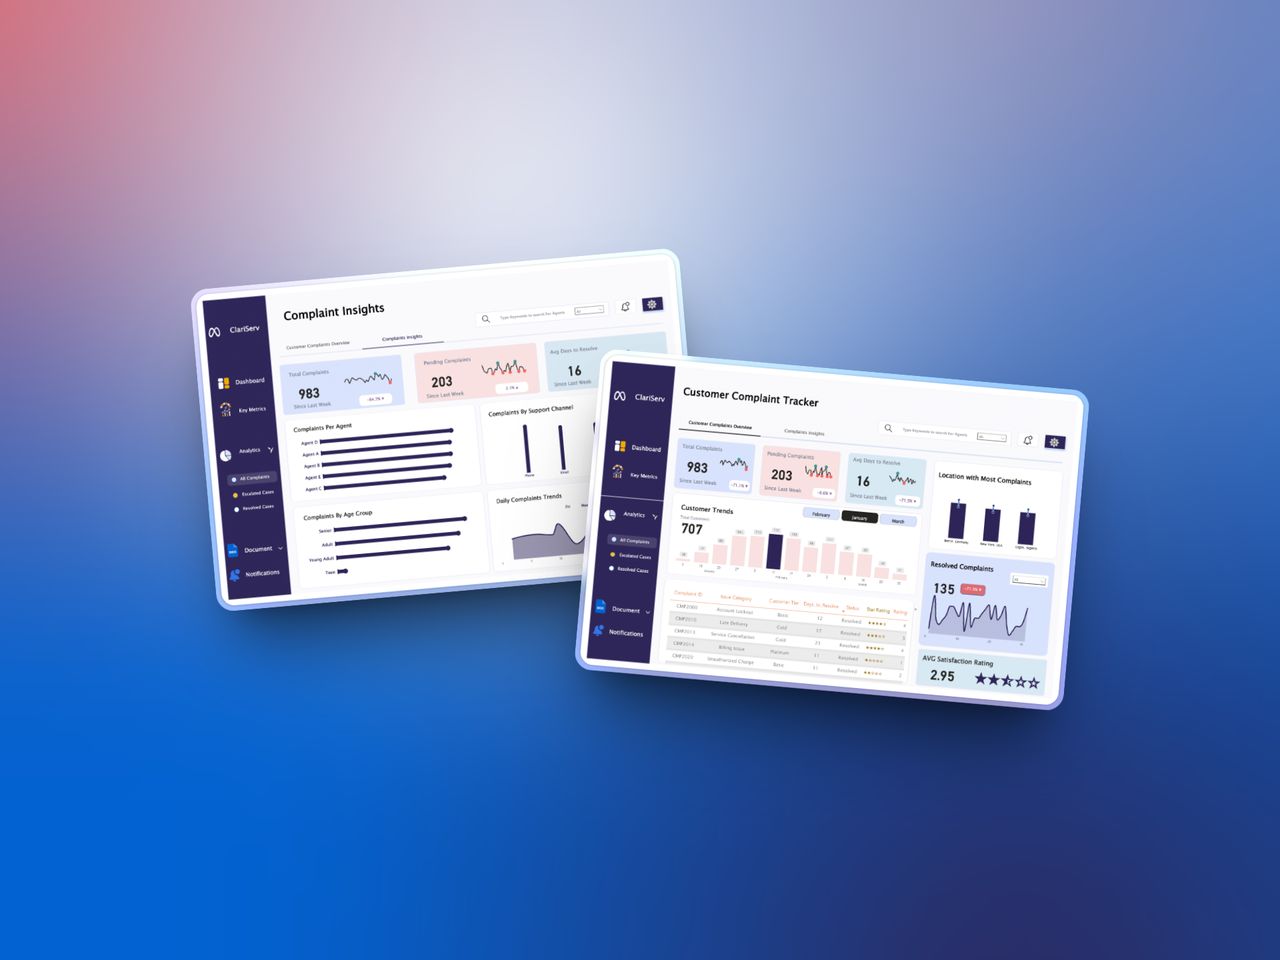 Complaint Insights
ClariServ
Type Keywords to search for Agents
Customer Complaints Overview
Complaints Insights
Dashboard
Key Metrics
Analytics
All Complaints
Escalated Cases
Resolved Cases
Document
Notifications
Total Complaints
983
Since Last Week
Pending Complaints
203
Since Last Week
Avg Days to Resolve
16
Since Last Week
Complaints Per Agent
Agent D
Agent A
Agent B
Agent E
Agent C
Complaints By Support Channel
Phone
Email
Complaints By Age Group
Senior
Adult
Young Adult
Teen
Daily Complaints Trends
Customer Complaint Tracker
ClariServ
Type Keywords to search for Agents
Customer Complaints Overview
Complaints Insights
Dashboard
Key Metrics
Analytics
All Complaints
Escalated Cases
Resolved Cases
Document
Notifications
Total Complaints
983
Since Last Week
Pending Complaints
203
Since Last Week
Avg Days to Resolve
16
Since Last Week
Location with Most Complaints
Customer Trends
Total Customers
707
February
January
March
Complaint ID Issue Category Customer Tier Days to Resolve Status Star Rating Rating
CMP2000 Account Lockout Basic 12 Resolved
CMP2010 Late Delivery Gold 17 Resolved
CMP2013 Service Cancellation Gold 23 Resolved
CMP2014 Billing Issue Platinum 11 Resolved
CMP2020 Unauthorized Charge Basic 31 Resolved
Resolved Complaints
135
AVG Satisfaction Rating
2.95